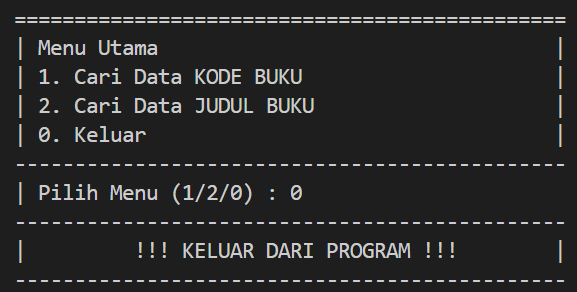 ==============================================
| Menu Utama                                 |
| 1. Cari Data KODE BUKU                     |
| 2. Cari Data JUDUL BUKU                    |
| 0. Keluar                                  |
----------------------------------------------
| Pilih Menu (1/2/0) : 0
----------------------------------------------
|         !!! KELUAR DARI PROGRAM !!!        |
----------------------------------------------